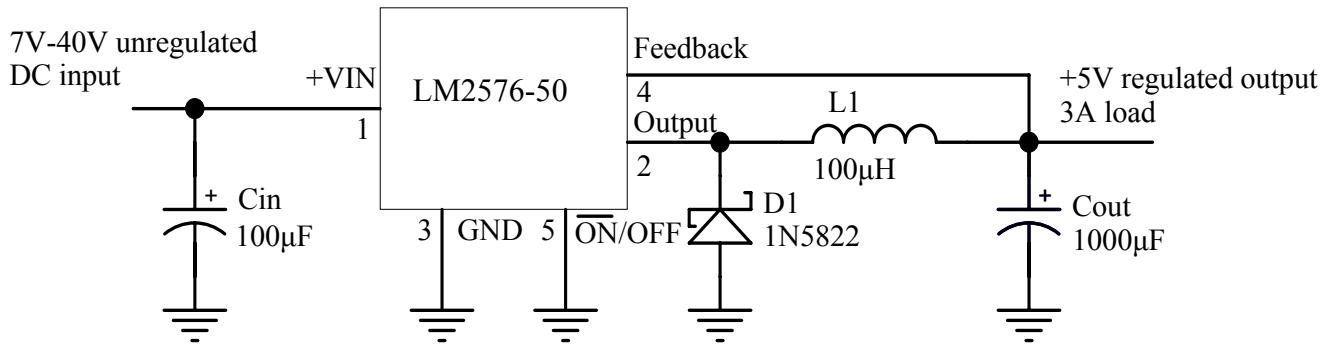 7V-40V unregulated
DC input
+VIN
1
LM2576-50
Feedback
4
Output
2
L1
100μH
+5V regulated output
3A load
+
Cin
100μF
3
GND
5
ON/OFF
D1
1N5822
+
Cout
1000μF